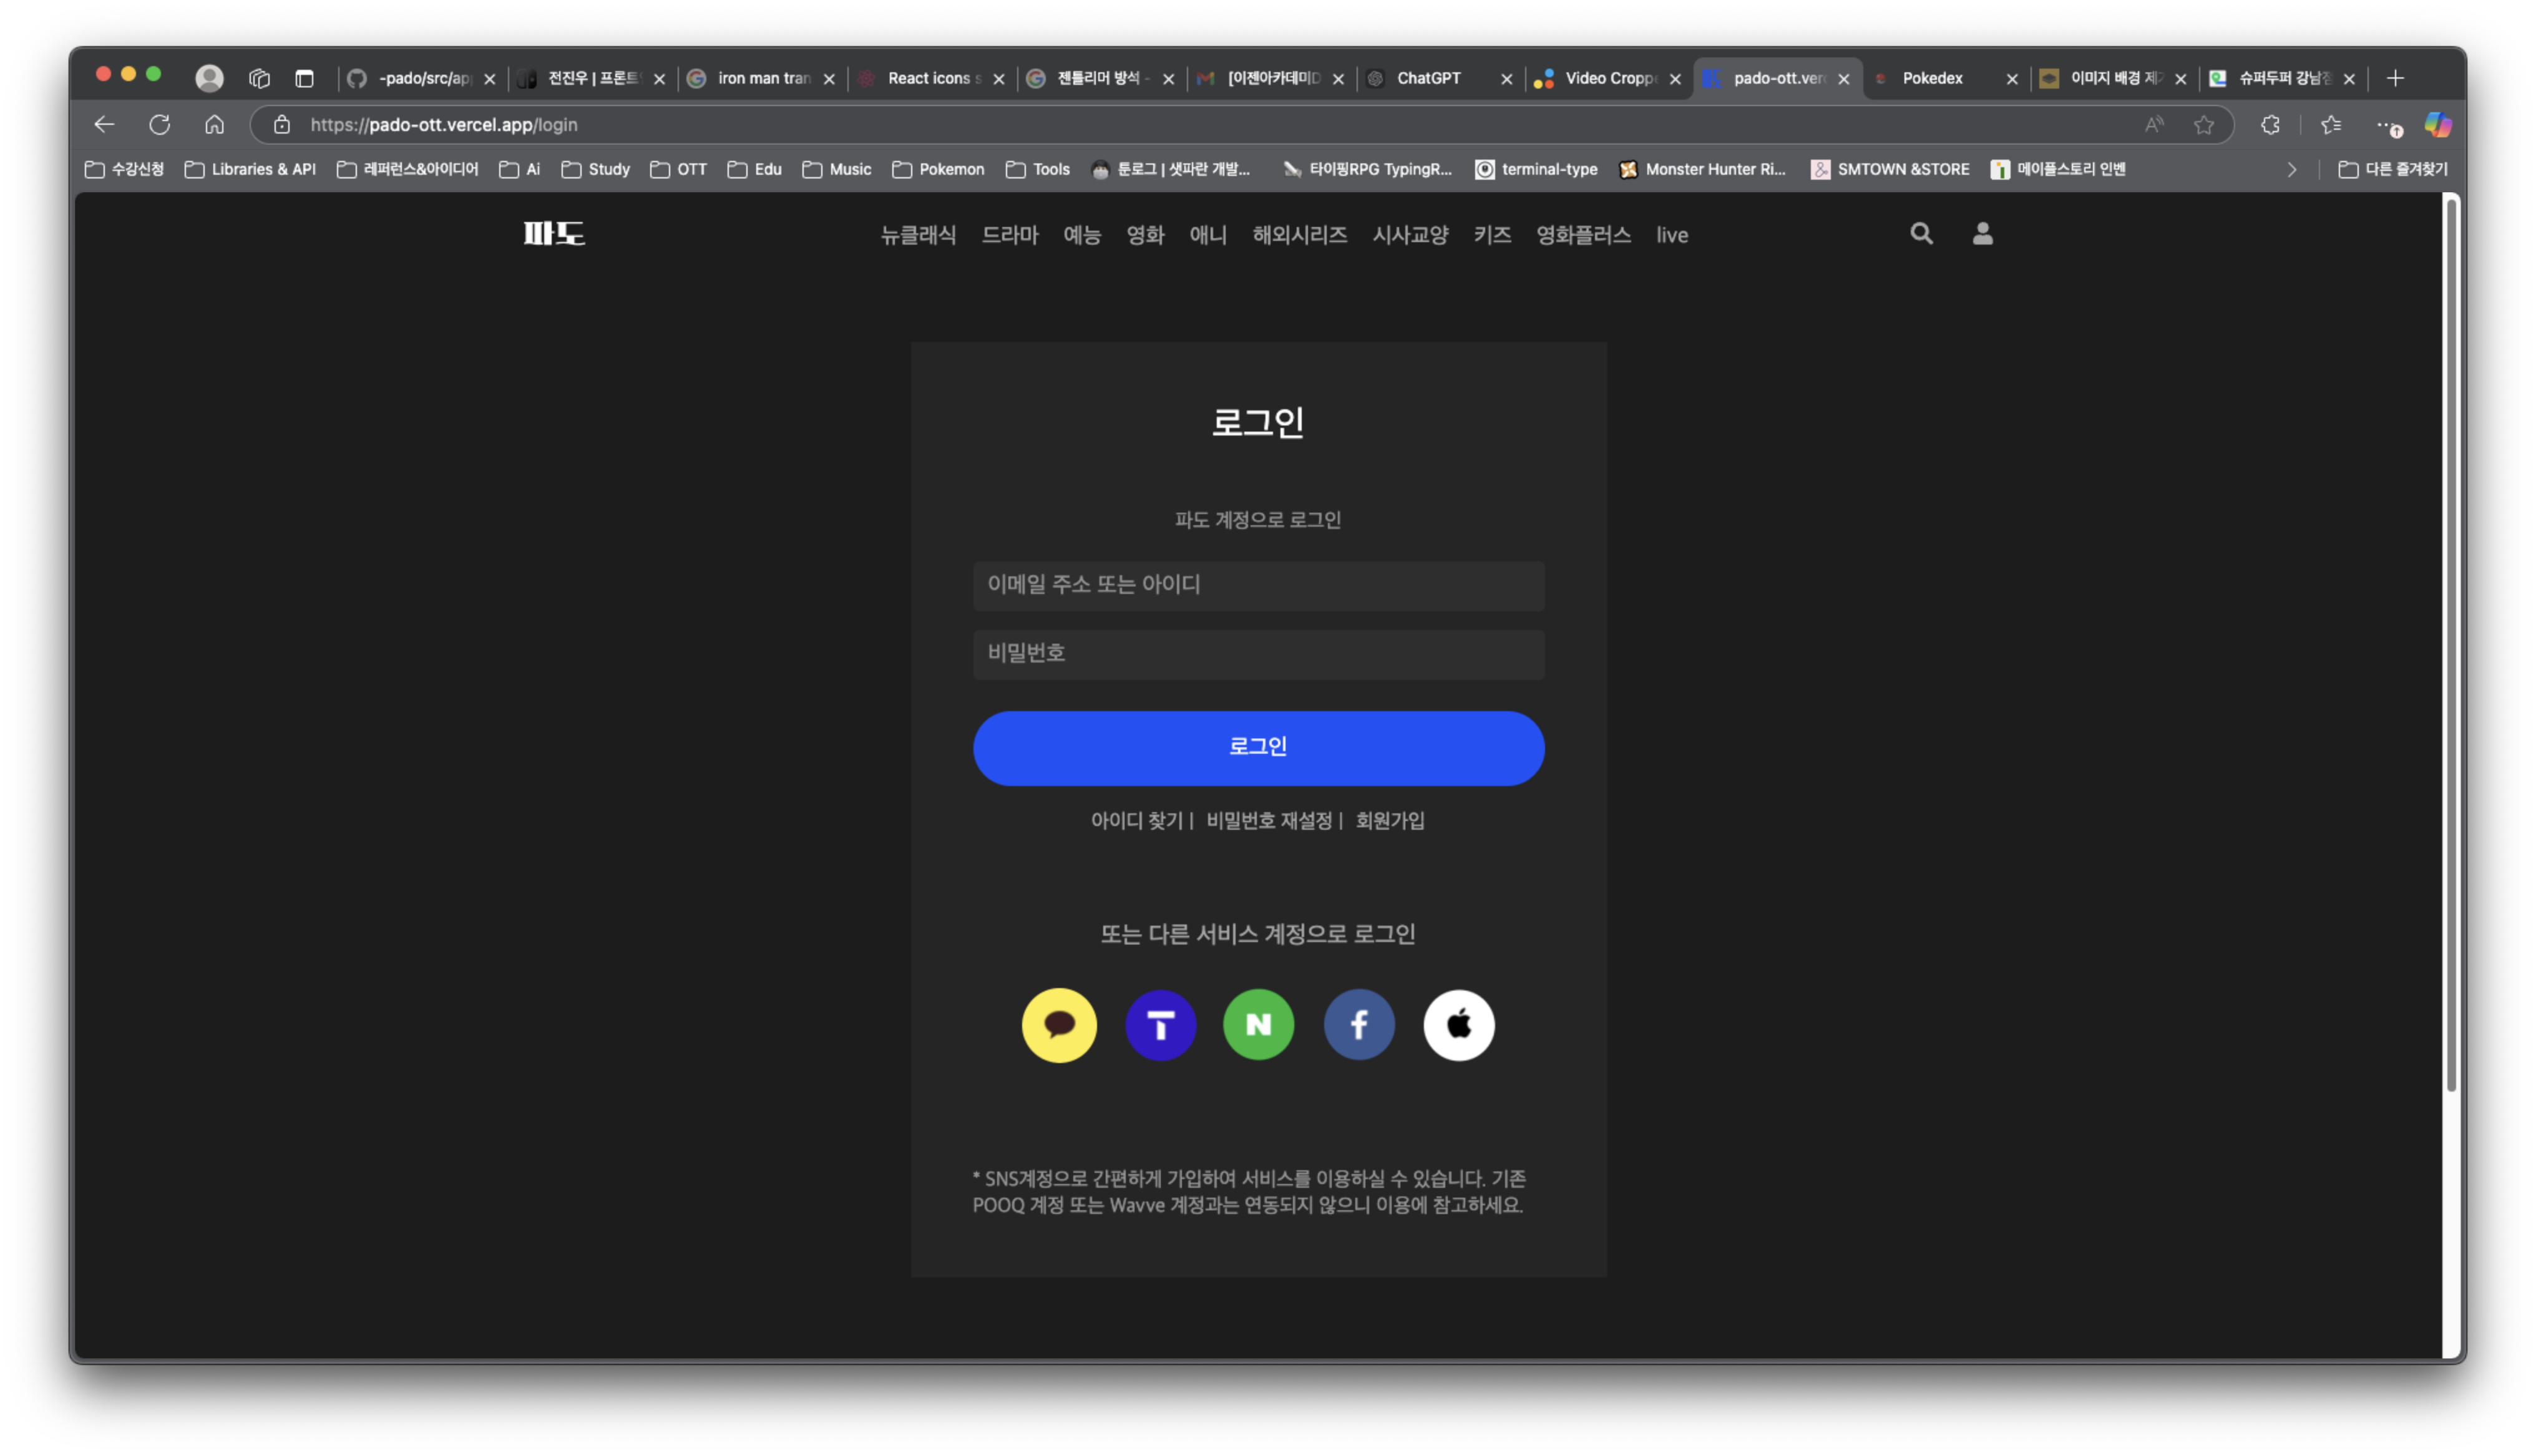 -pado/src/ap
전진우 | 프론트
iron man tran
React icons s
젠틀리머 방석 -
[이젠아카데미D
ChatGPT
Video Croppe
pado-ott.ver
Pokedex
이미지 배경 제거
슈퍼두퍼 강남점
https://pado-ott.vercel.app/login
수강신청 Libraries & API 레퍼런스&아이디어 Ai Study OTT Edu Music Pokemon Tools 툰로그 | 샛파란 개발... 타이핑RPG TypingR... terminal-type Monster Hunter Ri... SMTOWN &STORE 메이플스토리 인벤 다른 즐겨찾기
파도 뉴클래식 드라마 예능 영화 애니 해외시리즈 시사교양 키즈 영화플러스 live
로그인
파도 계정으로 로그인
이메일 주소 또는 아이디
비밀번호
로그인
아이디 찾기 | 비밀번호 재설정 | 회원가입
또는 다른 서비스 계정으로 로그인
T N f
* SNS계정으로 간편하게 가입하여 서비스를 이용하실 수 있습니다. 기존
POOQ 계정 또는 Wavve 계정과는 연동되지 않으니 이용에 참고하세요.